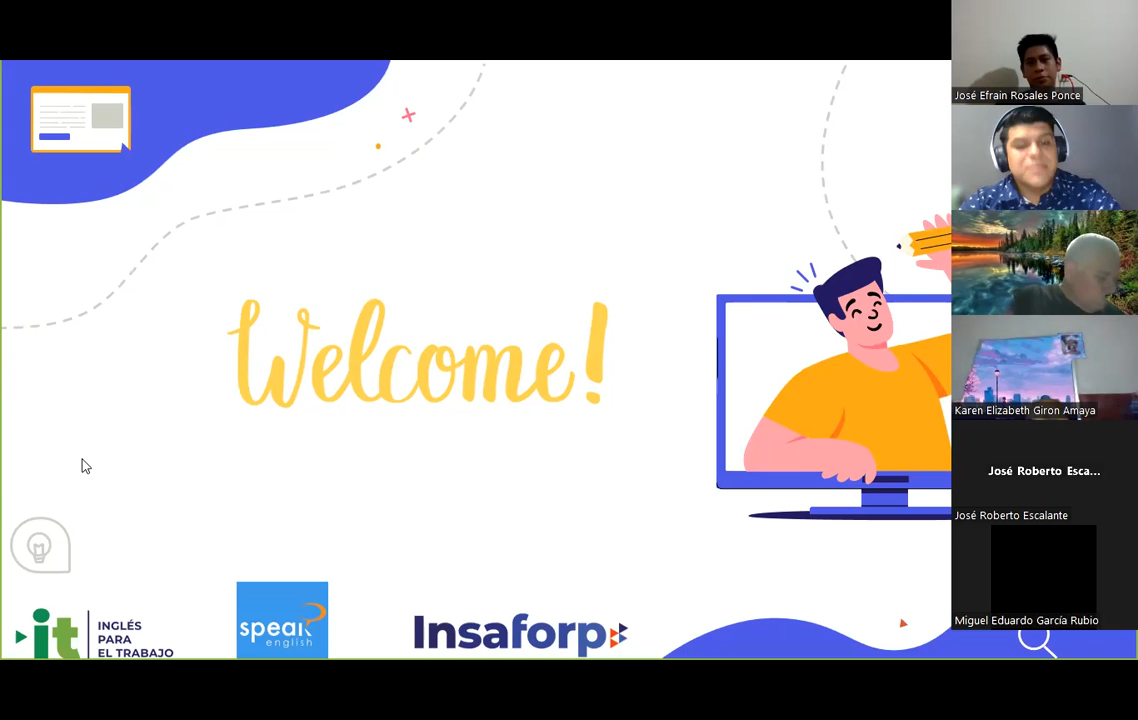 Welcome!
it
INGLÉS
PARA
EL TRABAJO
speak
english
Insaforp
José Efrain Rosales Ponce
Karen Elizabeth Giron Amaya
José Roberto Esca...
José Roberto Escalante
Miguel Eduardo García Rubio